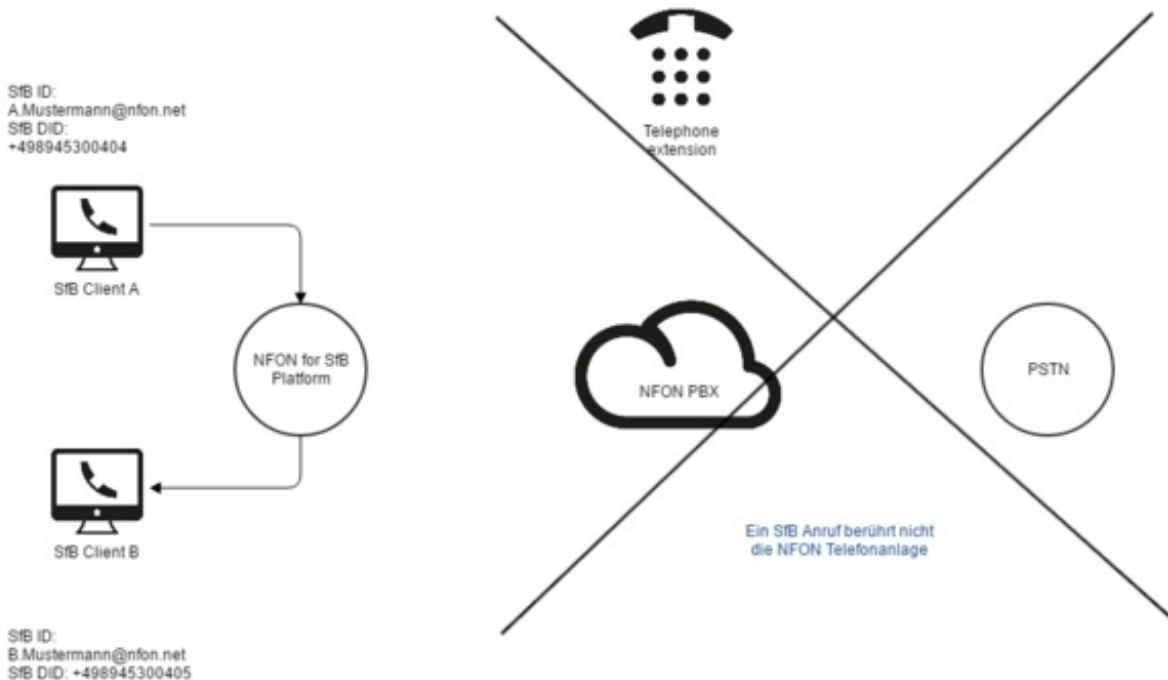 SfB ID:
A.Mustermann@nfon.net
SfB DID:
+498945300404
SfB Client A
NFON for SfB
Platform
SfB Client B
SfB ID:
B.Mustermann@nfon.net
SfB DID: +498945300405
Telephone
extension
NFON PBX
PSTN
Ein SfB Anruf berührt nicht
die NFON Telefonanlage